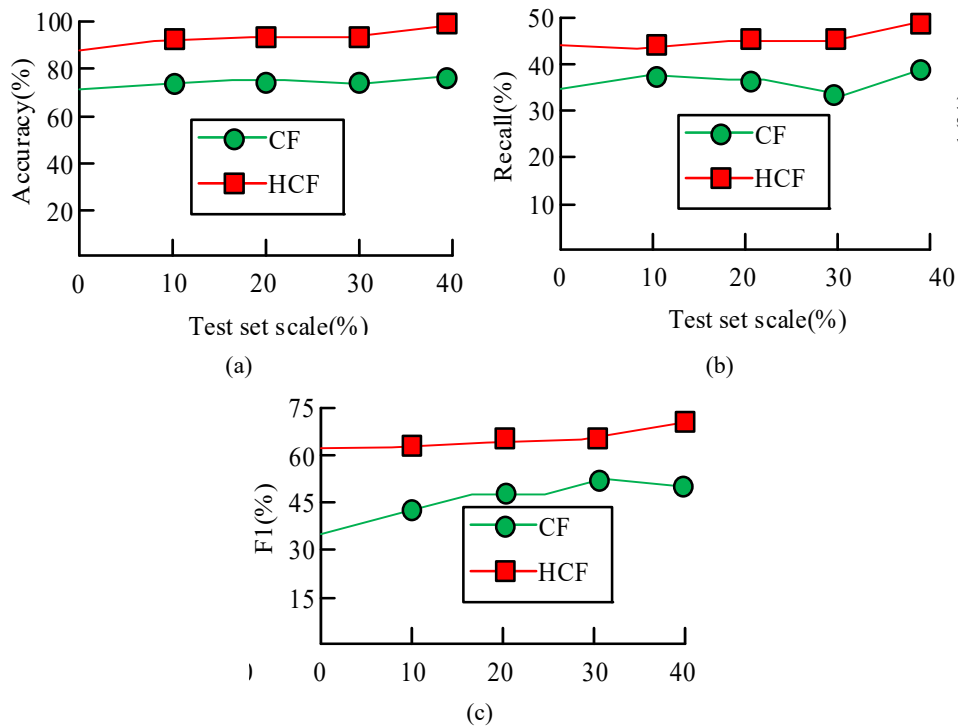 100
80
60
40
20
Accuracy(%)
CF
HCF
0 10 20 30 40
Test set scale(%)
(a)
50
40
30
20
10
Recall(%)
CF
HCF
0 10 20 30 40
Test set scale(%)
(b)
75
60
45
30
15
F1(%)
CF
HCF
0 10 20 30 40
(c)